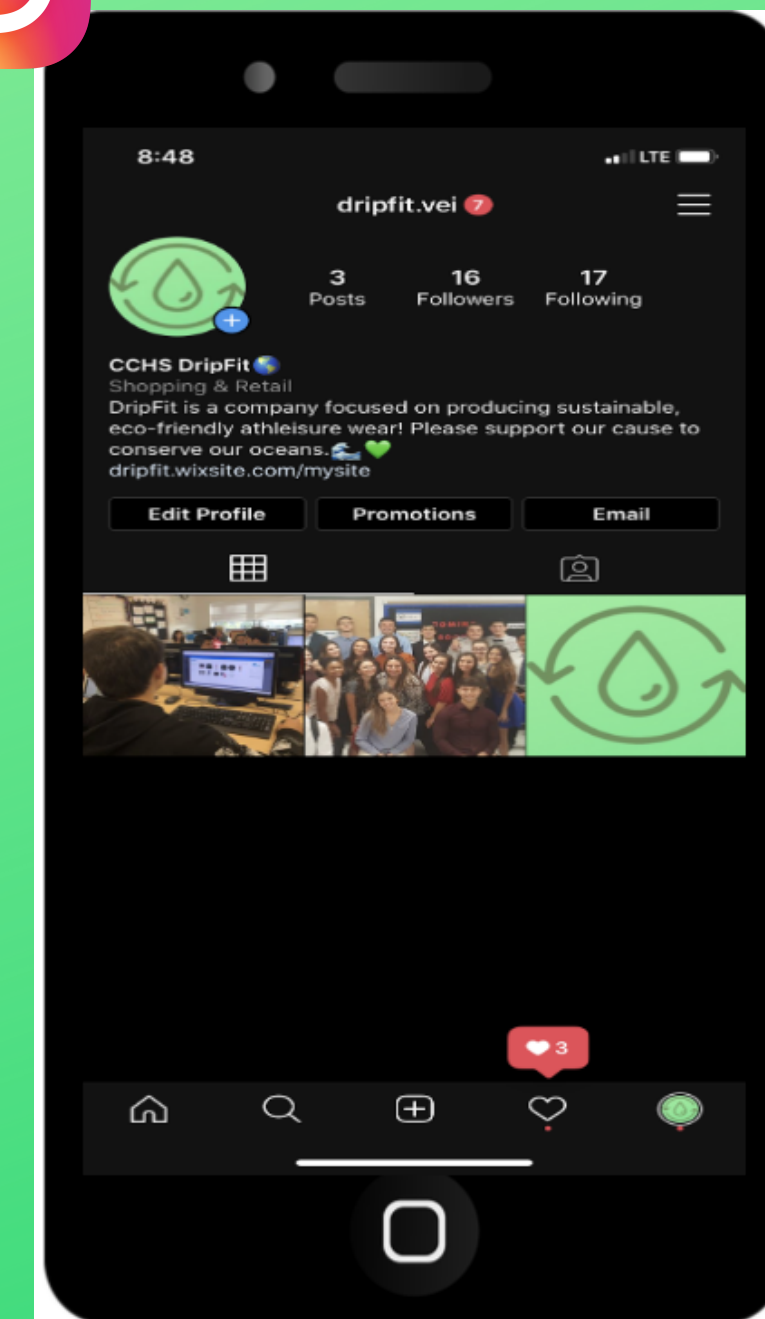 8:48 LTE
dripfit.vei 7
3 16 17
Posts Followers Following
CCHS DripFit🌎
Shopping & Retail
DripFit is a company focused on producing sustainable,
eco-friendly athleisure wear! Please support our cause to
conserve our oceans.🌊💚
dripfit.wixsite.com/mysite
Edit Profile Promotions Email
3